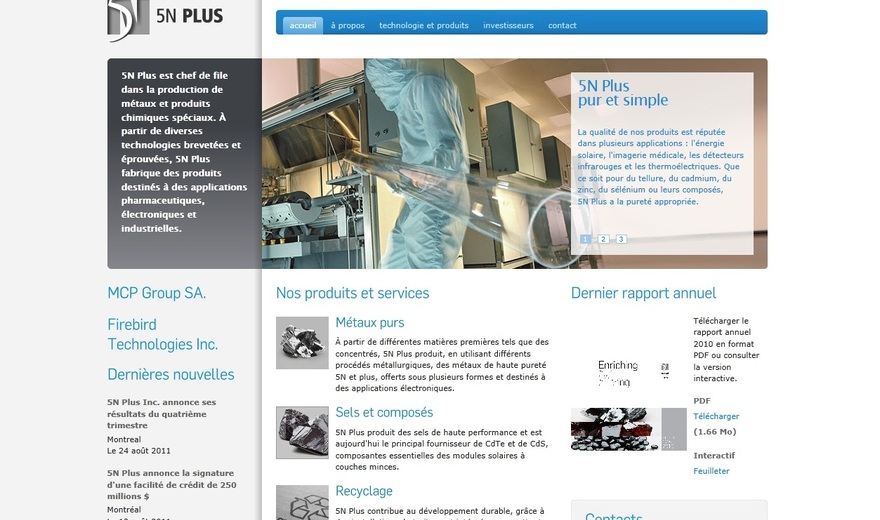 5N PLUS
accueil
à propos
technologie et produits
investisseurs
contact
5N Plus est chef de file
dans la production de
métaux et produits
chimiques spéciaux. À
partir de diverses
technologies brevetées et
éprouvées, 5N Plus
fabrique des produits
destinés à des applications
pharmaceutiques,
électroniques et
industrielles.
5N Plus
pur et simple
La qualité de nos produits est réputée
dans plusieurs applications : l'énergie
solaire, l'imagerie médicale, les détecteurs
infrarouges et les thermoélectriques. Que
ce soit pour du tellure, du cadmium, du
zinc, du sélénium ou leurs composés,
5N Plus a la pureté appropriée.
1 2 3
MCP Group SA.
Firebird
Technologies Inc.
Dernières nouvelles
5N Plus Inc. annonce ses
résultats du quatrième
trimestre
Montreal
Le 24 août 2011
5N Plus annonce la signature
d'une facilité de crédit de 250
millions $
Montréal
Nos produits et services
Métaux purs
À partir de différentes matières premières tels que des
concentrés, 5N Plus produit, en utilisant différents
procédés métallurgiques, des métaux de haute pureté
5N et plus, offerts sous plusieurs formes et destinés à
des applications électroniques.
Sels et composés
5N Plus produit des sels de haute performance et est
aujourd'hui le principal fournisseur de CdTe et de CdS,
composantes essentielles des modules solaires à
couches minces.
Recyclage
5N Plus contribue au développement durable, grâce à
Dernier rapport annuel
Enriching
Télécharger le
rapport annuel
2010 en format
PDF ou consulter
la version
interactive.
PDF
Télécharger
(1.66 Mo)
Interactif
Feuilleter
Contacts